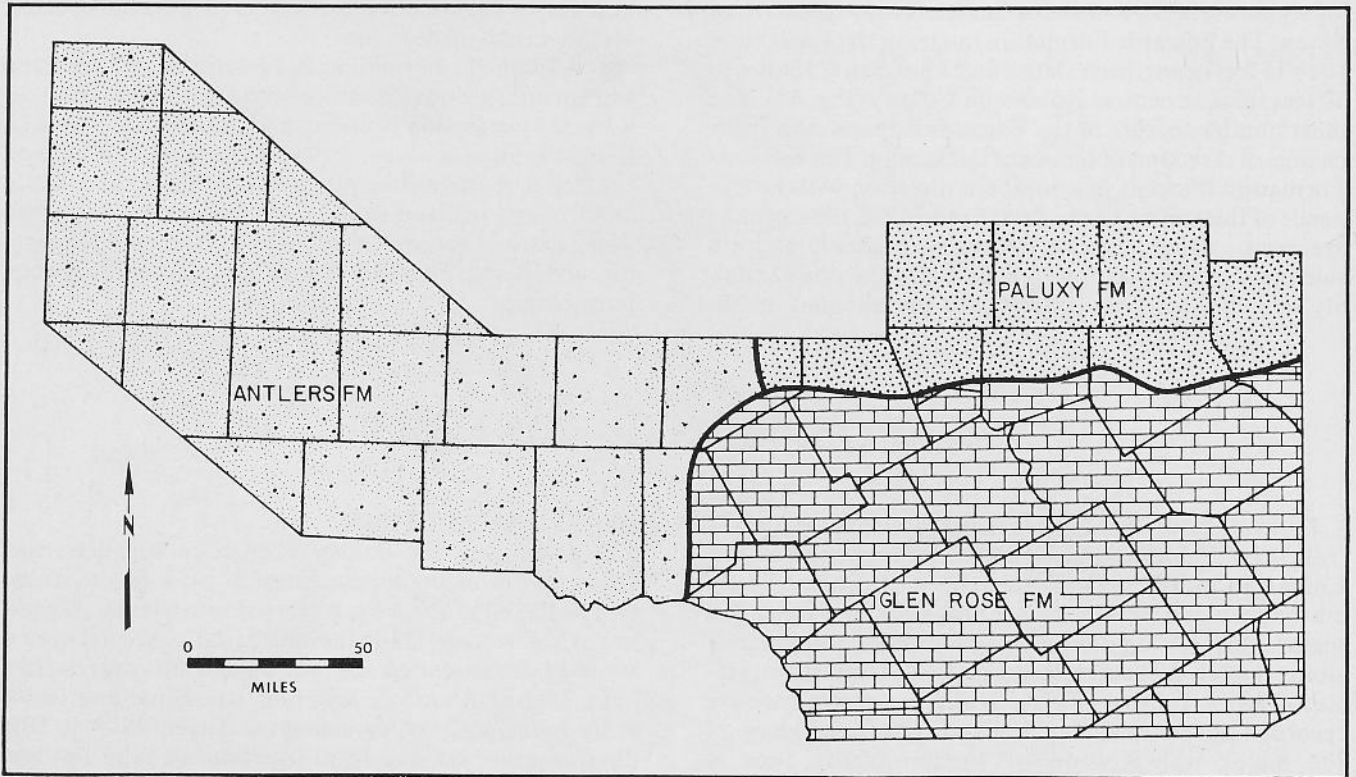 PALUXY FM
ANTLERS FM
N
0 50
MILES
GLEN ROSE FM